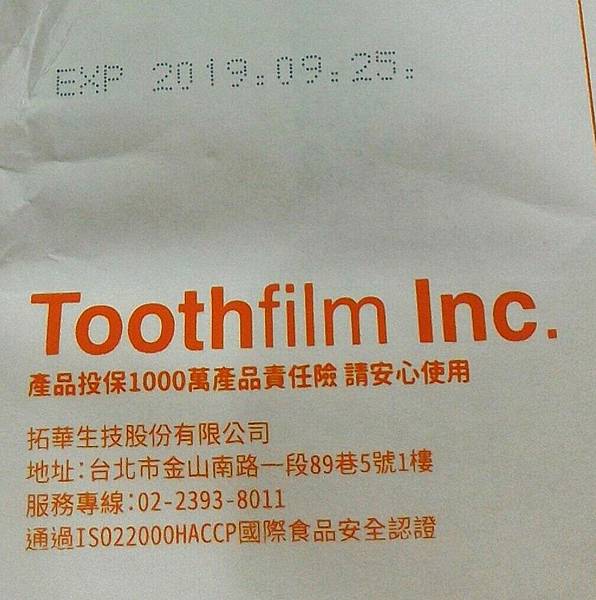 EXP 2019.09.25.
Toothfilm Inc.
產品投保1000萬產品責任險 請安心使用
拓華生技股份有限公司
地址:台北市金山南路一段89巷5號1樓
服務專線:02-2393-8011
通過ISO22000HACCP國際食品安全認證